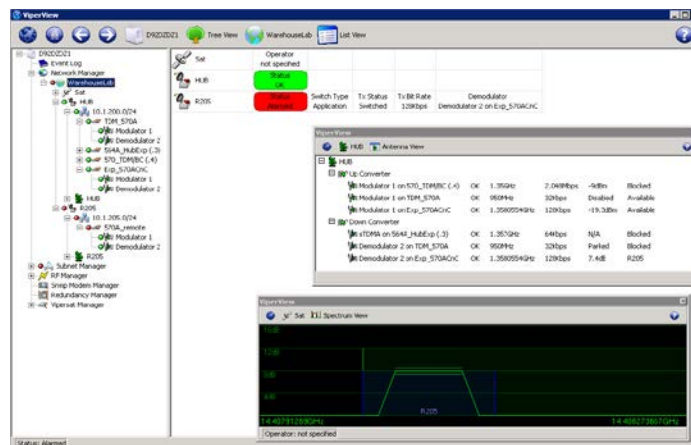 ViperView
D92DZDZ1
Tree View
WarehouseLab
List View
D92DZDZ1
Event Log
Network Manager
WarehouseLab
Sat
HUB
10.1.200.0/24
TDM_570A
Modulator 1
Demodulator 2
564A_HubExp (.3)
570_TDM/BC (.4)
Exp_570ACnC
Modulator 1
Demodulator 2
HUB
R205
10.1.205.0/24
570A_remote
Modulator 1
Demodulator 2
R205
Subnet Manager
RF Manager
Snmp Modem Manager
Redundancy Manager
Vipersat Manager
Status: Alarmed
Sat
Operator
not specified
HUB
Status
OK
R205
Status
Alarmed
Switch Type
Application
Tx Status
Switched
Tx Bit Rate
128Kbps
Demodulator
Demodulator 2 on Exp_570ACnC
ViperView
HUB
Antenna View
HUB
Up Converter
Modulator 1 on 570_TDM/BC (.4) OK 1.35GHz 2.048Mbps -9dBm Blocked
Modulator 1 on TDM_570A OK 950MHz 32Kbps Disabled Available
Modulator 1 on Exp_570ACnC OK 1.3580554GHz 128Kbps -19.3dBm Available
Down Converter
sTDMA on 564A_HubExp (.3) OK 1.357GHz 64Kbps N/A Blocked
Demodulator 2 on TDM_570A OK 950MHz 32Kbps Parked Blocked
Demodulator 2 on Exp_570ACnC OK 1.3580554GHz 128Kbps 7.4dB R205
ViperView
Sat
Spectrum View
16dB
12dB
8dB
4dB
R205
Operator: not specified